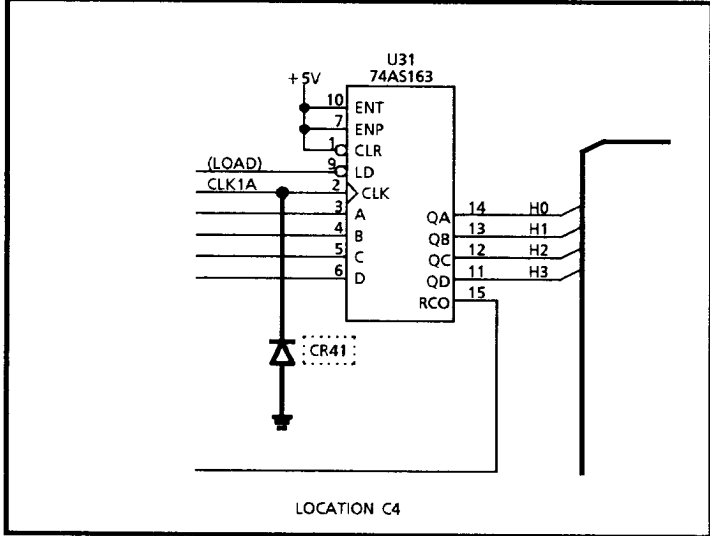 U31
74AS163
+5V
10 ENT
7 ENP
1 CLR
(LOAD) 9 LD
CLK1A 2 CLK
3 A
4 B
5 C
6 D
QA 14 H0
QB 13 H1
QC 12 H2
QD 11 H3
RCO 15
CR41
LOCATION C4